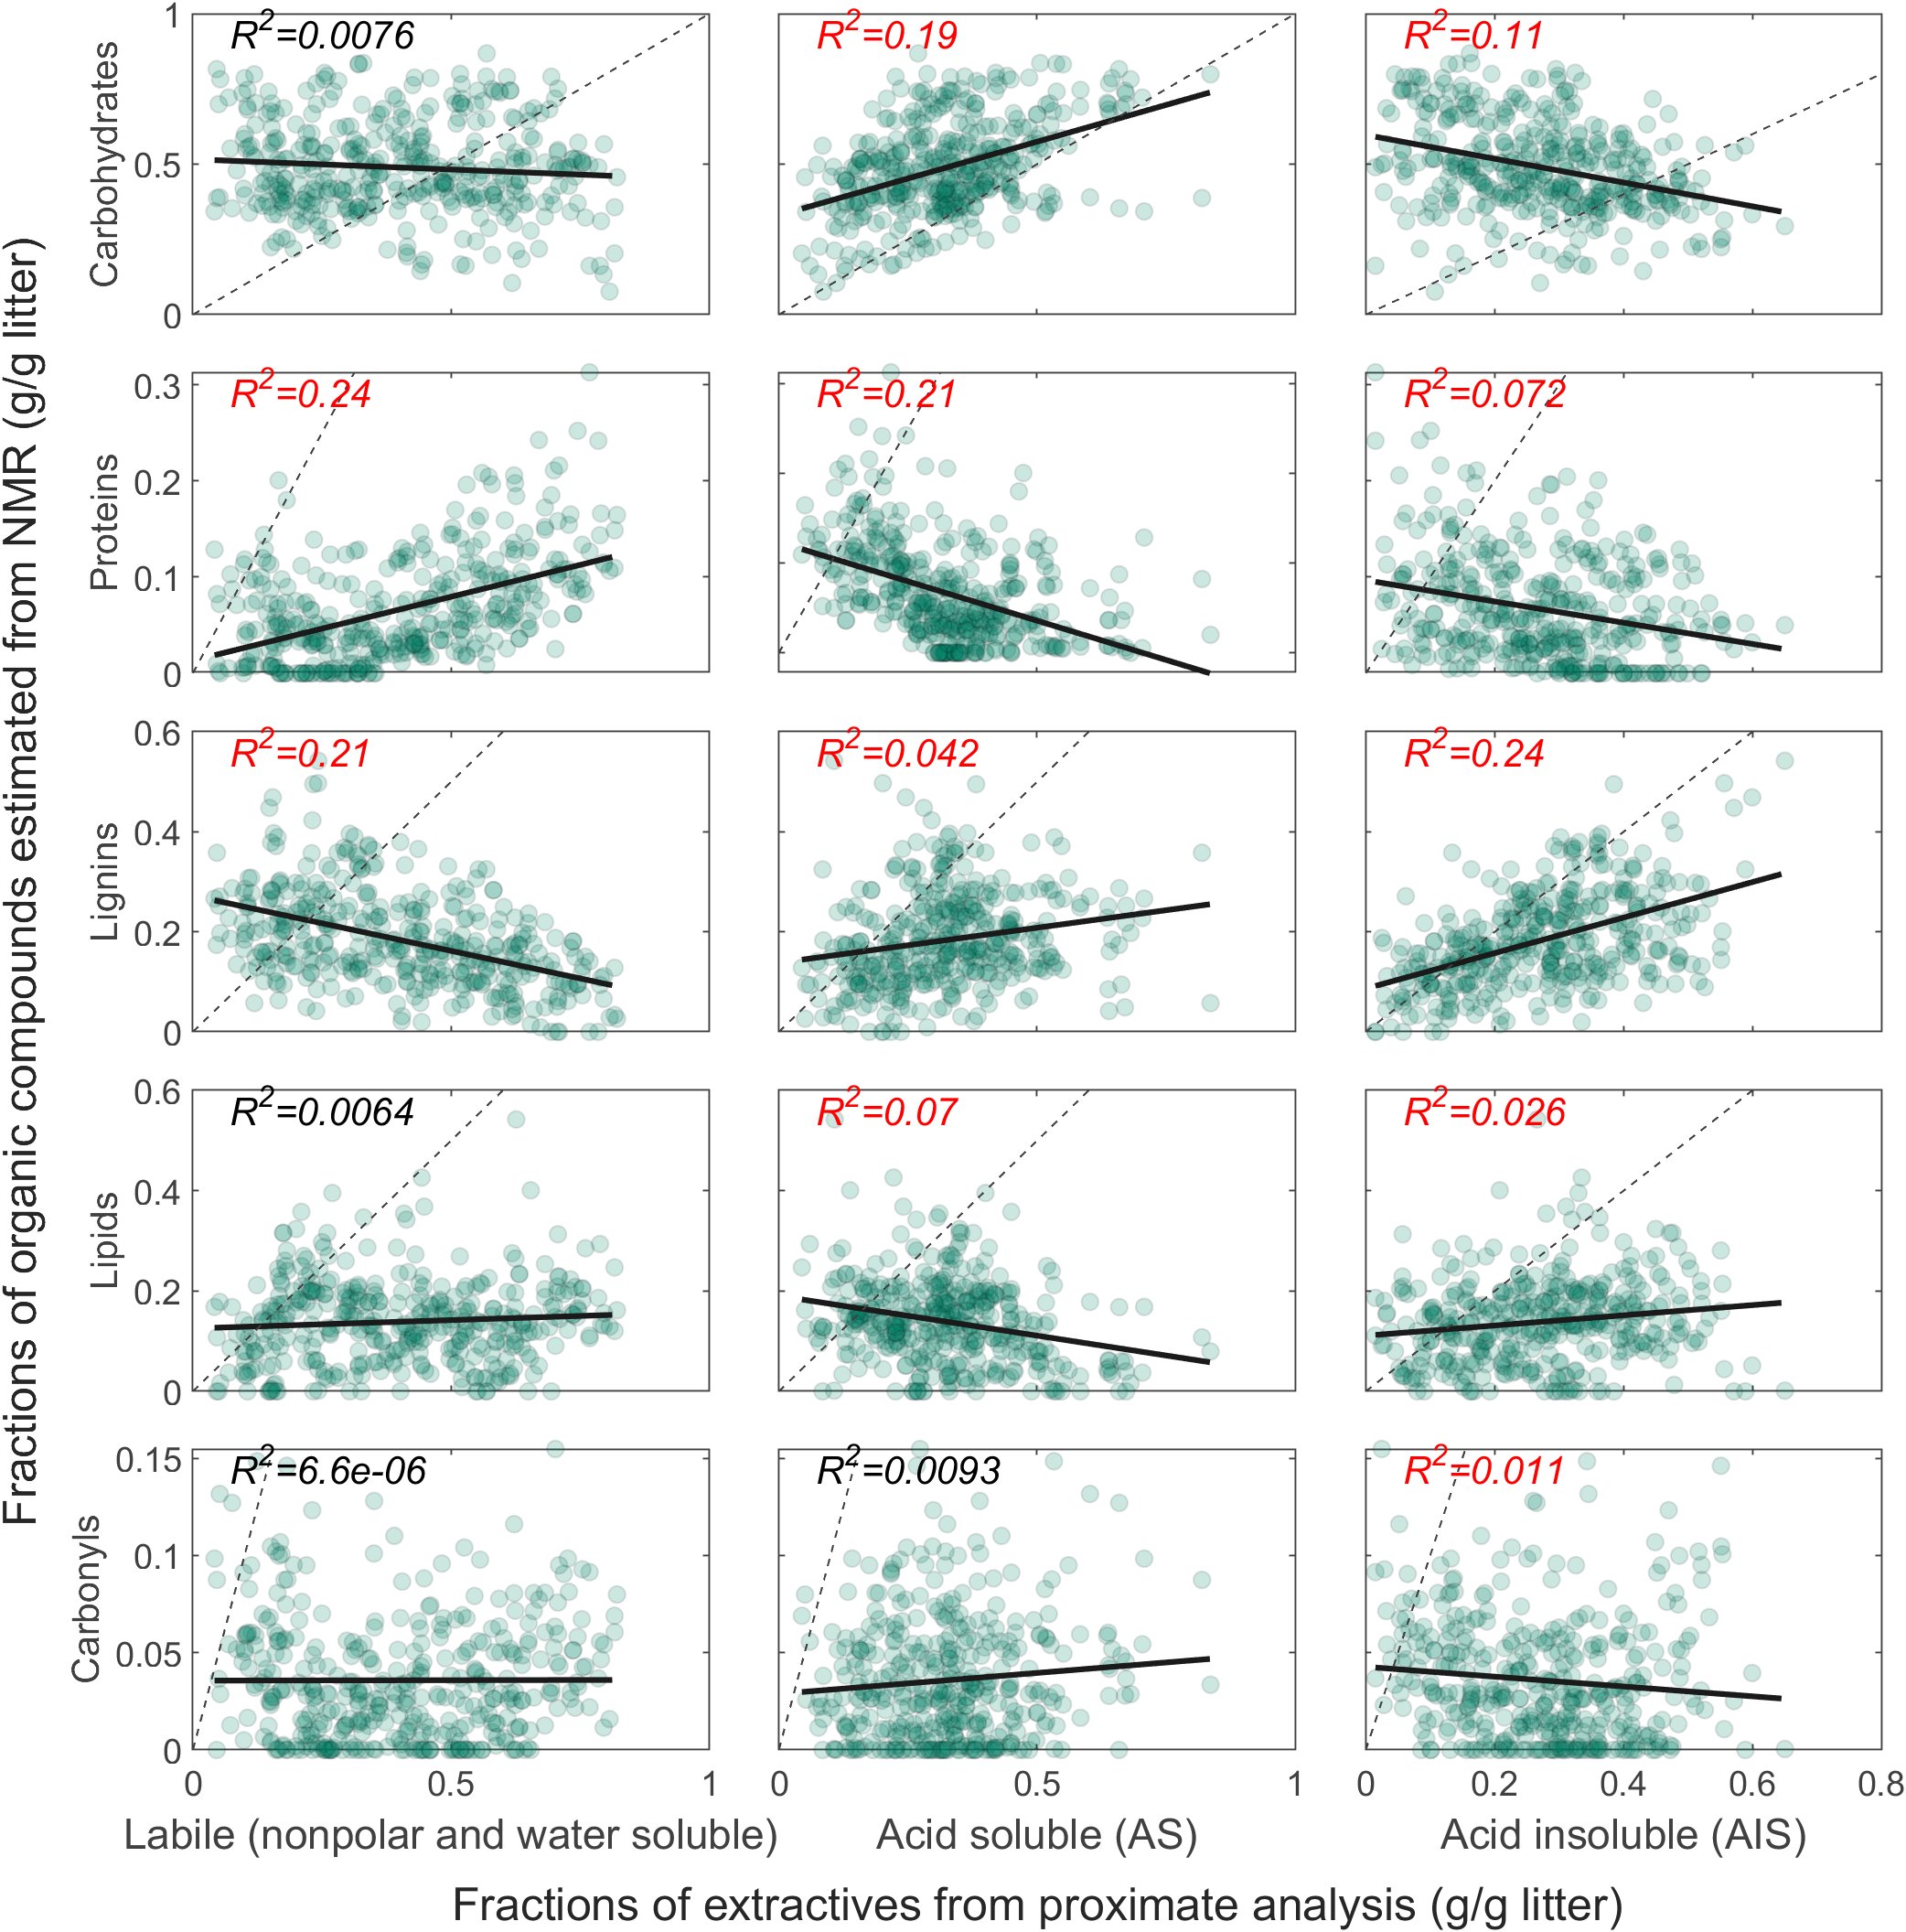 Fractions of organic compounds estimated from NMR (g/g litter)
Carbohydrates
1
0.5
0
R²=0.0076
R²=0.19
R²=0.11
Proteins
0.3
0.2
0.1
0
R²=0.24
R²=0.21
R²=0.072
Lignins
0.6
0.4
0.2
0
R²=0.21
R²=0.042
R²=0.24
Lipids
0.6
0.4
0.2
0
R²=0.0064
R²=0.07
R²=0.026
Carbonyls
0.15
0.1
0.05
0
R²=6.6e-06
R²=0.0093
R²=0.011
0 0.5 1
0 0.5 1
0 0.2 0.4 0.6 0.8
Labile (nonpolar and water soluble)
Acid soluble (AS)
Acid insoluble (AIS)
Fractions of extractives from proximate analysis (g/g litter)